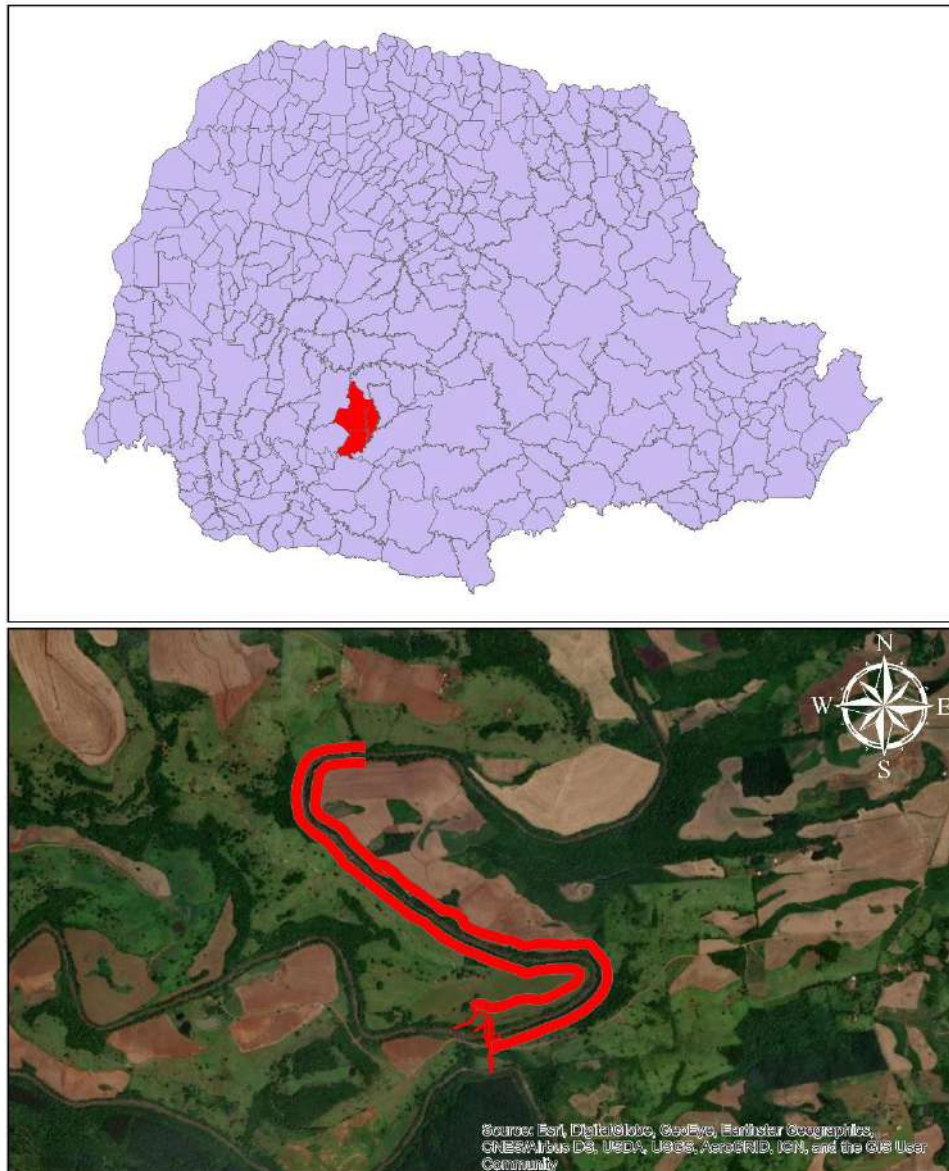 N
W E
S
Source: Esri, DigitalGlobe, GeoEye, Earthstar Geographics,
CNES/Airbus DS, USDA, USGS, AeroGRID, IGN, and the GIS User
Community